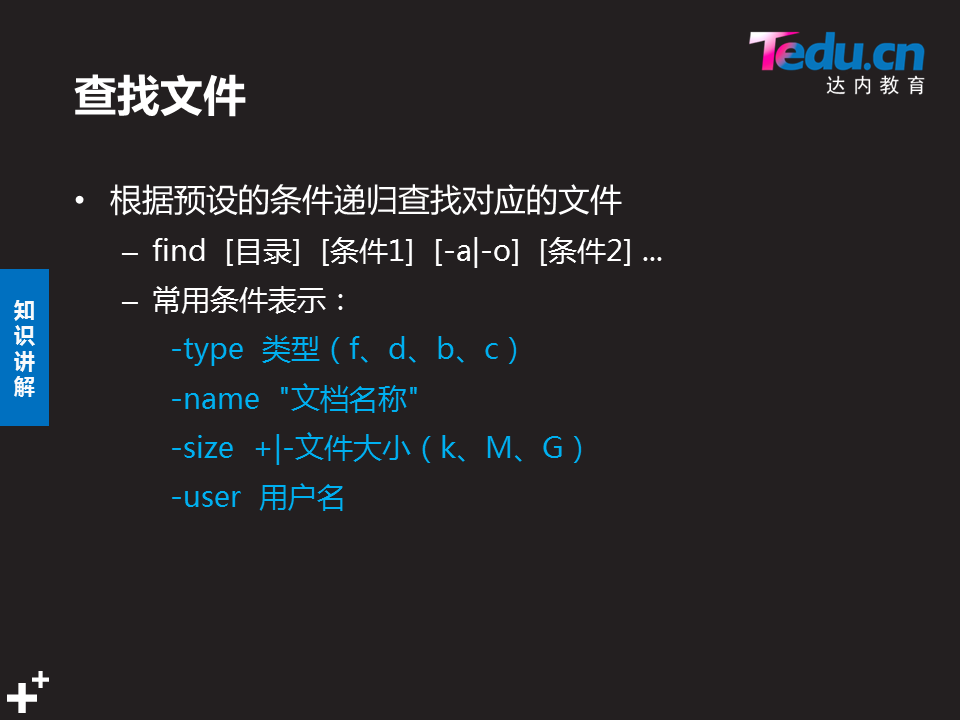 Tedu.cn
达内教育
查找文件
• 根据预设的条件递归查找对应的文件
– find [目录] [条件1] [-a|-o] [条件2] ...
– 常用条件表示：
-type 类型（f、d、b、c）
-name "文档名称"
-size +|-文件大小（k、M、G）
-user 用户名
知识讲解